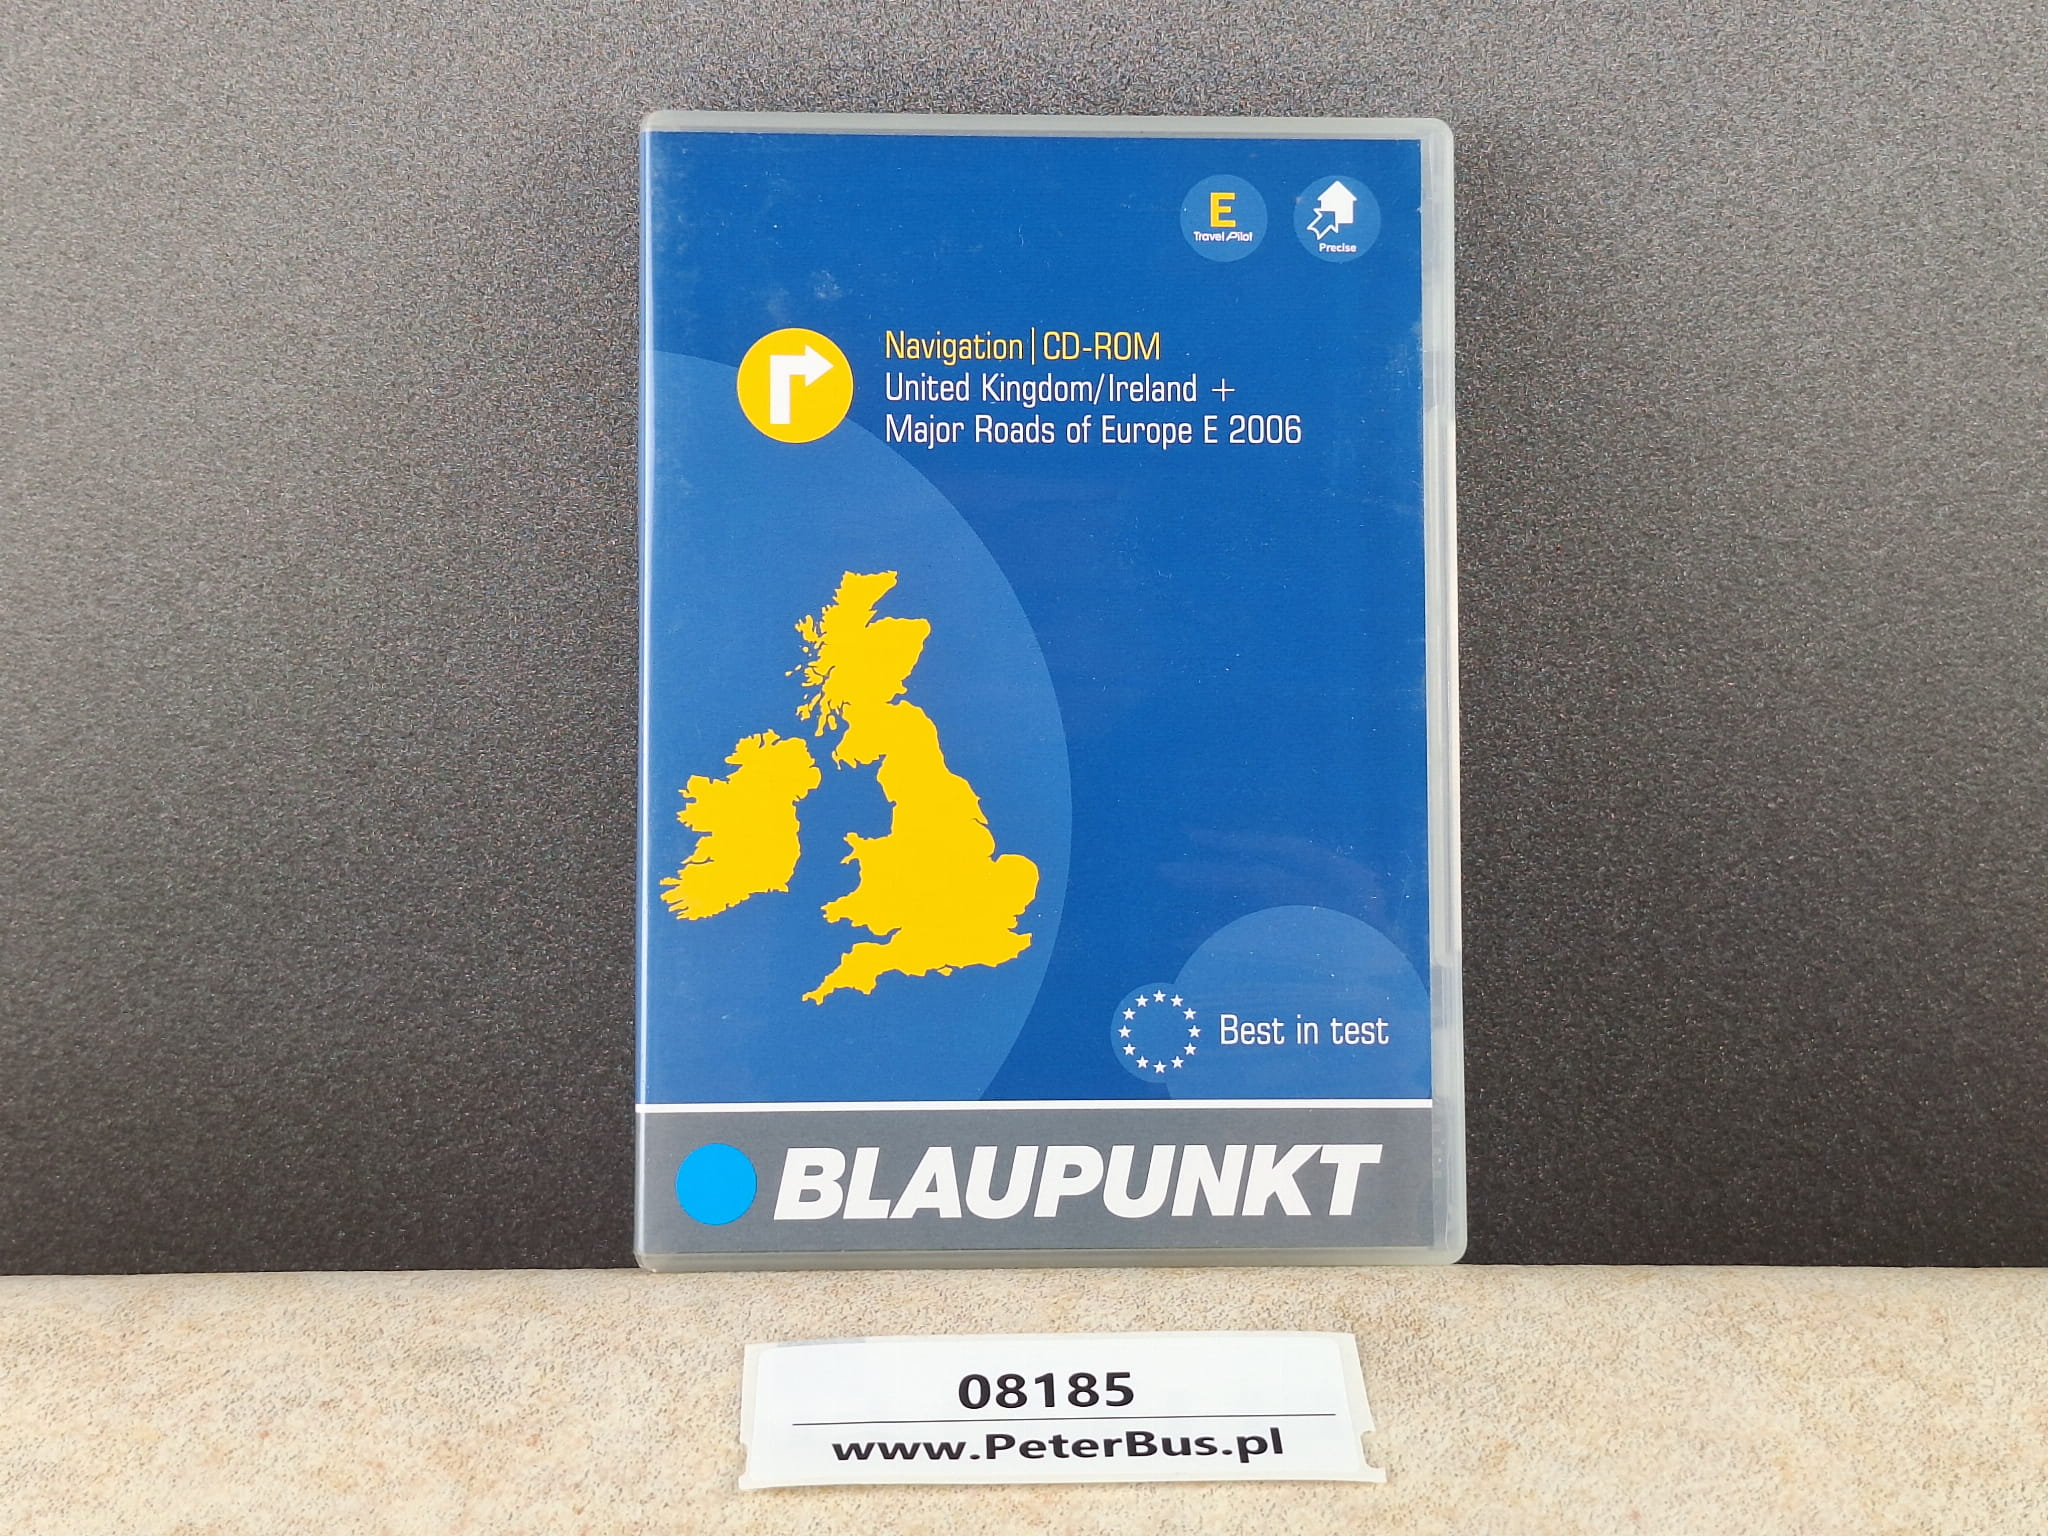 E
Travel Pilot
Precise
Navigation|CD-ROM
United Kingdom/Ireland +
Major Roads of Europe E 2006
Best in test
BLAUPUNKT
08185
www.PeterBus.pl